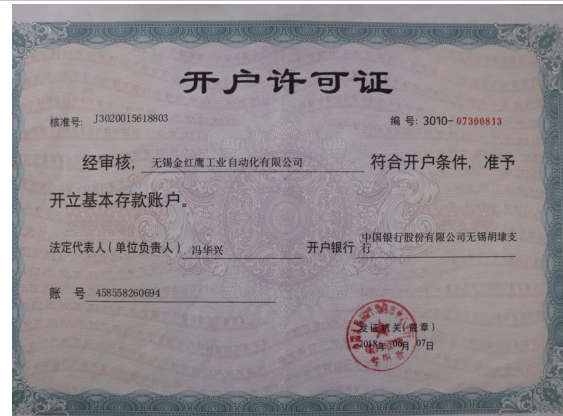 开户许可证
核准号: J3020015618803 编 号: 3010-07300813
经审核, 无锡金红鹰工业自动化有限公司 符合开户条件, 准予
开立基本存款账户。
法定代表人(单位负责人) 冯华兴 开户银行 中国银行股份有限公司无锡胡埭支
行
账 号 458558260694
发证机关(盖章)
2018年 06月 07日